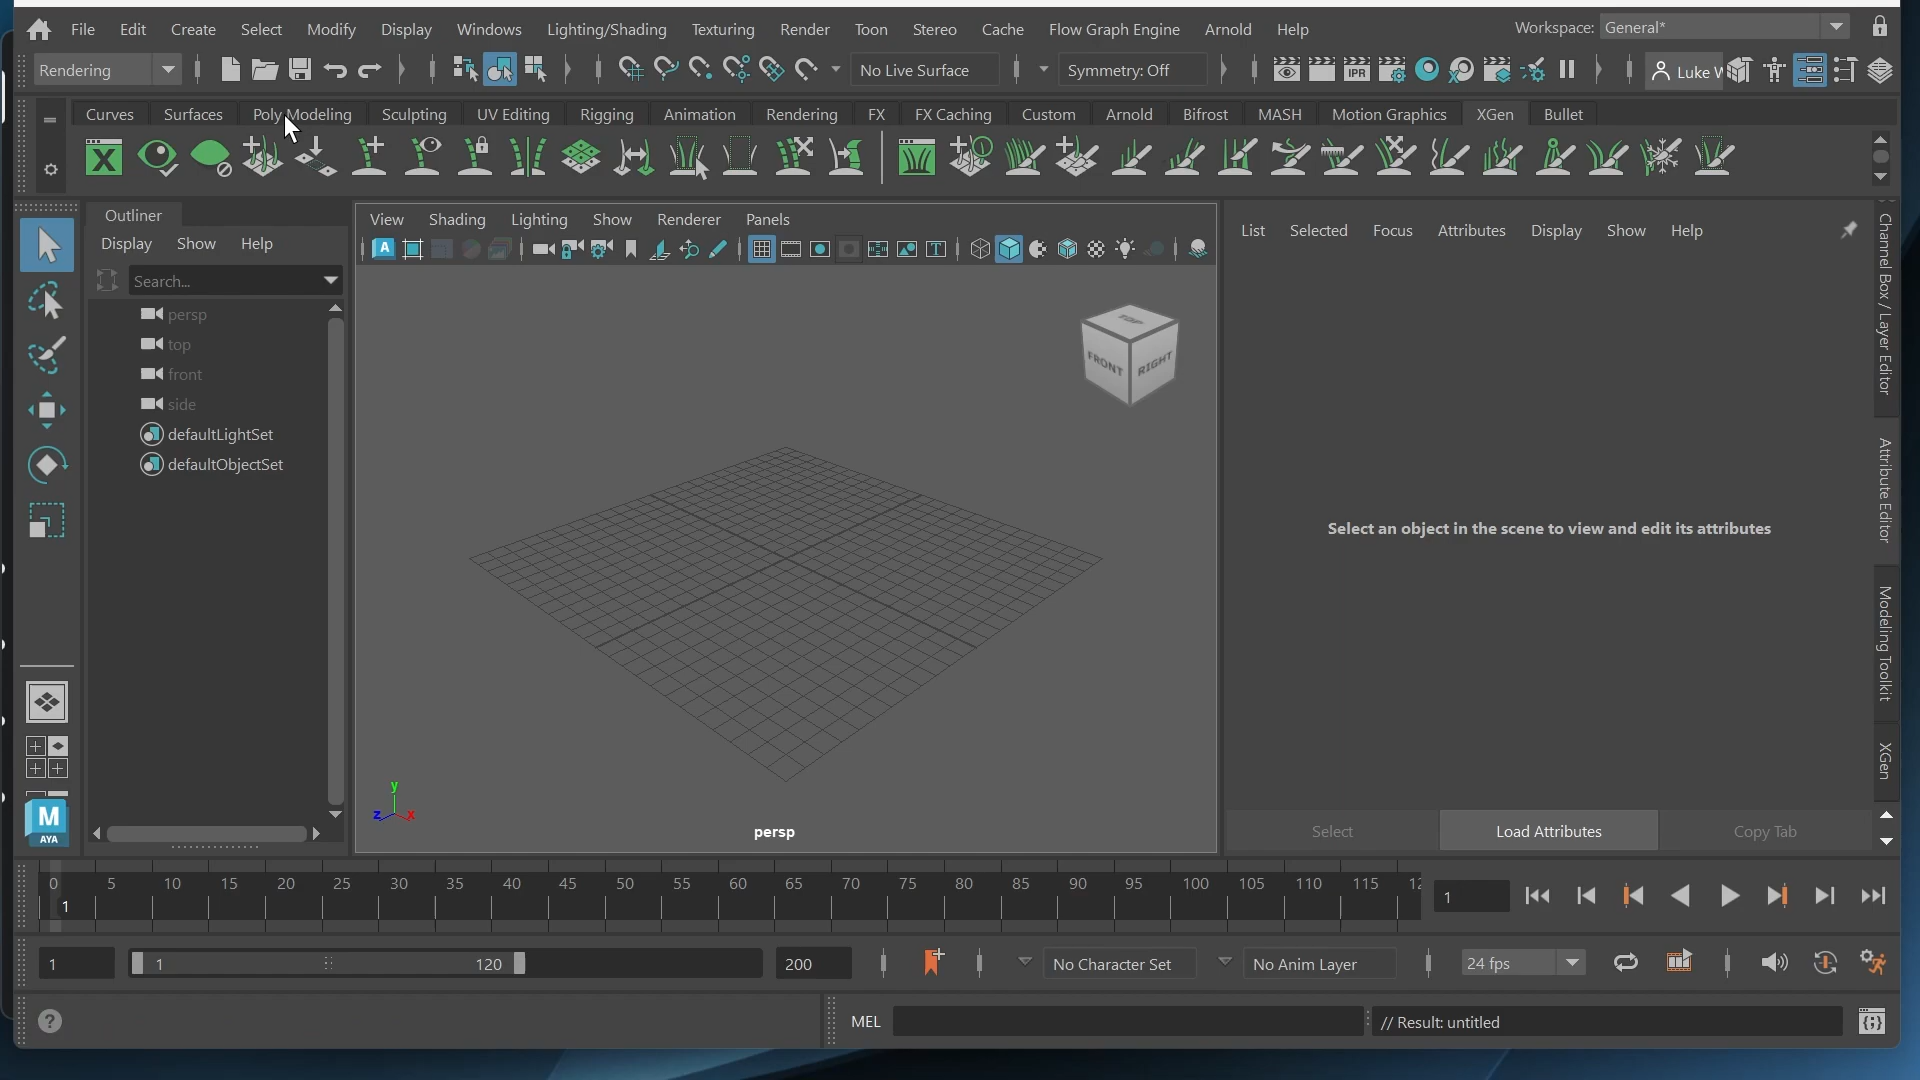 File Edit Create Select Modify Display Windows Lighting/Shading Texturing Render Toon Stereo Cache Flow Graph Engine Arnold Help Workspace: General*
Rendering No Live Surface Symmetry: Off IPR Luke
Curves Surfaces Poly Modeling Sculpting UV Editing Rigging Animation Rendering FX FX Caching Custom Arnold Bifrost MASH Motion Graphics XGen Bullet
Outliner
Display Show Help
Search...
persp
top
front
side
defaultLightSet
defaultObjectSet
View Shading Lighting Show Renderer Panels
TOP
FRONT RIGHT
y
z x
persp
List Selected Focus Attributes Display Show Help
Select an object in the scene to view and edit its attributes
Select Load Attributes Copy Tab
Channel Box / Layer Editor
Attribute Editor
Modeling Toolkit
XGen
M
AYA
0 5 10 15 20 25 30 35 40 45 50 55 60 65 70 75 80 85 90 95 100 105 110 115 12
1 1
1 1 120 200 No Character Set No Anim Layer 24 fps
? MEL // Result: untitled